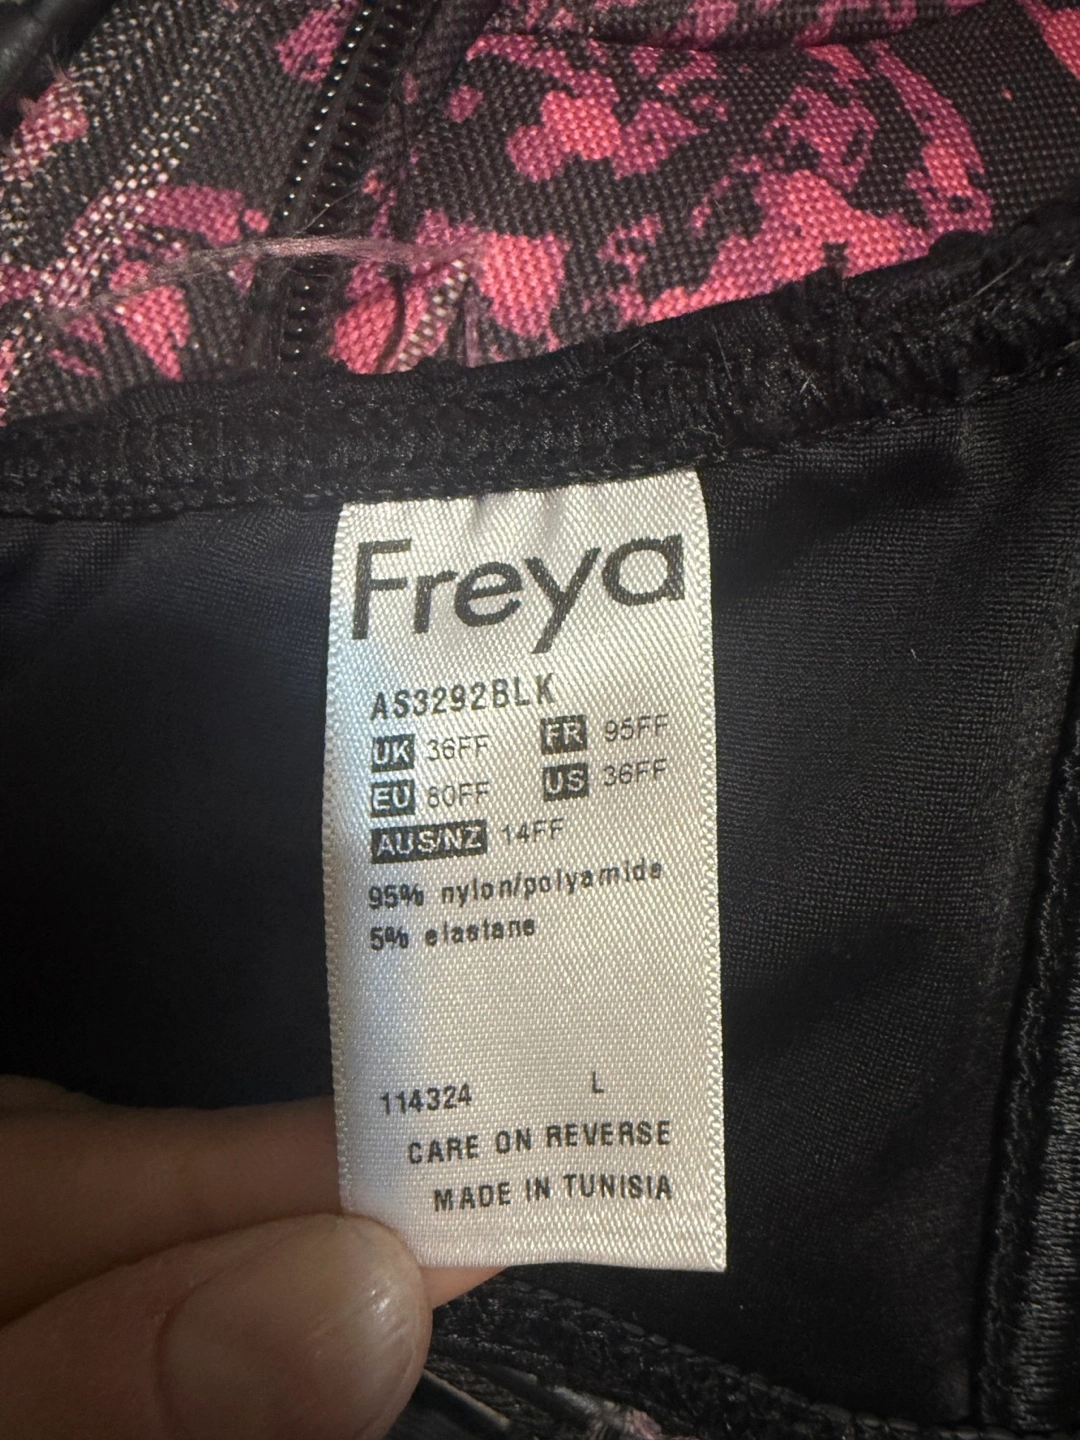 Freya
AS3292BLK
UK 36FF FR 95FF
EU 80FF US 36FF
AUS/NZ 14FF
95% nylon/polyamide
5% elastane
114324 L
CARE ON REVERSE
MADE IN TUNISIA